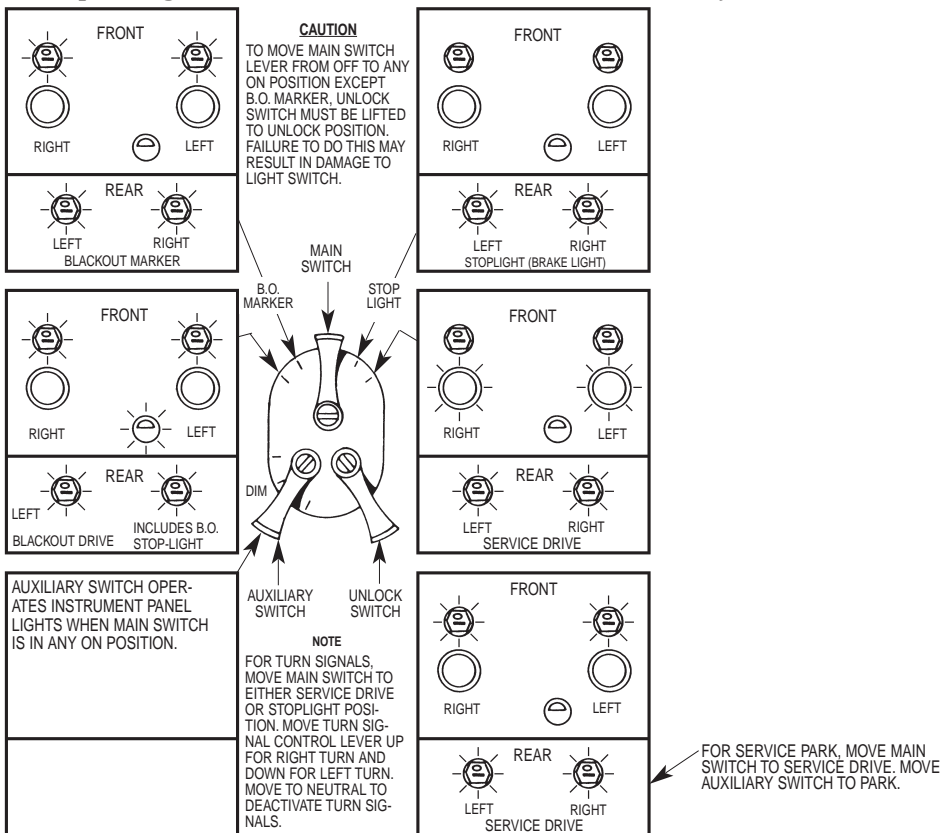 FRONT
RIGHT
LEFT
REAR
LEFT
RIGHT
BLACKOUT MARKER
CAUTION
TO MOVE MAIN SWITCH
LEVER FROM OFF TO ANY
ON POSITION EXCEPT
B.O. MARKER, UNLOCK
SWITCH MUST BE LIFTED
TO UNLOCK POSITION.
FAILURE TO DO THIS MAY
RESULT IN DAMAGE TO
LIGHT SWITCH.
FRONT
RIGHT
LEFT
REAR
LEFT
RIGHT
STOPLIGHT (BRAKE LIGHT)
MAIN
SWITCH
B.O.
MARKER
STOP
LIGHT
FRONT
RIGHT
LEFT
REAR
LEFT
BLACKOUT DRIVE
INCLUDES B.O.
STOP-LIGHT
DIM
FRONT
RIGHT
LEFT
REAR
LEFT
RIGHT
SERVICE DRIVE
AUXILIARY SWITCH OPER-
ATES INSTRUMENT PANEL
LIGHTS WHEN MAIN SWITCH
IS IN ANY ON POSITION.
AUXILIARY
SWITCH
UNLOCK
SWITCH
NOTE
FOR TURN SIGNALS,
MOVE MAIN SWITCH TO
EITHER SERVICE DRIVE
OR STOPLIGHT POSI-
TION. MOVE TURN SIG-
NAL CONTROL LEVER UP
FOR RIGHT TURN AND
DOWN FOR LEFT TURN.
MOVE TO NEUTRAL TO
DEACTIVATE TURN SIG-
NALS.
FRONT
RIGHT
LEFT
REAR
LEFT
RIGHT
SERVICE DRIVE
FOR SERVICE PARK, MOVE MAIN
SWITCH TO SERVICE DRIVE. MOVE
AUXILIARY SWITCH TO PARK.